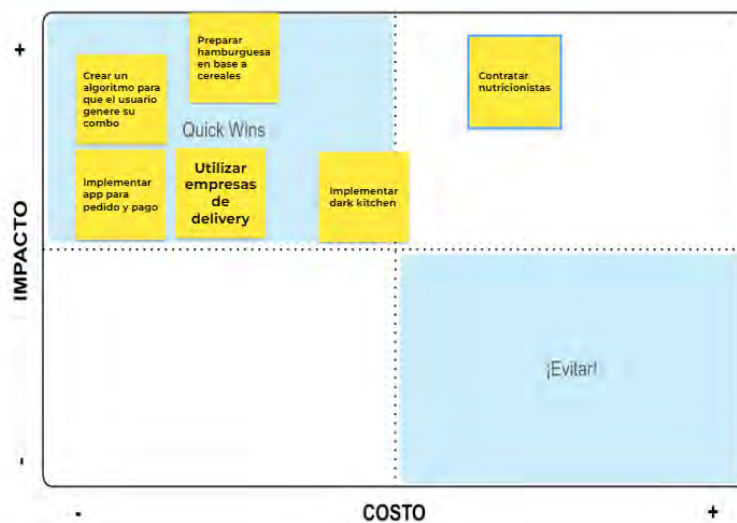 +
IMPACTO
-
Preparar
hamburguesa
en base a
cereales
Crear un
algoritmo para
que el usuario
genere su
combo
Quick Wins
Contratar
nutricionistas
Implementar
app para
pedido y pago
Utilizar
empresas
de
delivery
Implementar
dark kitchen
¡Evitar!
-
COSTO
+